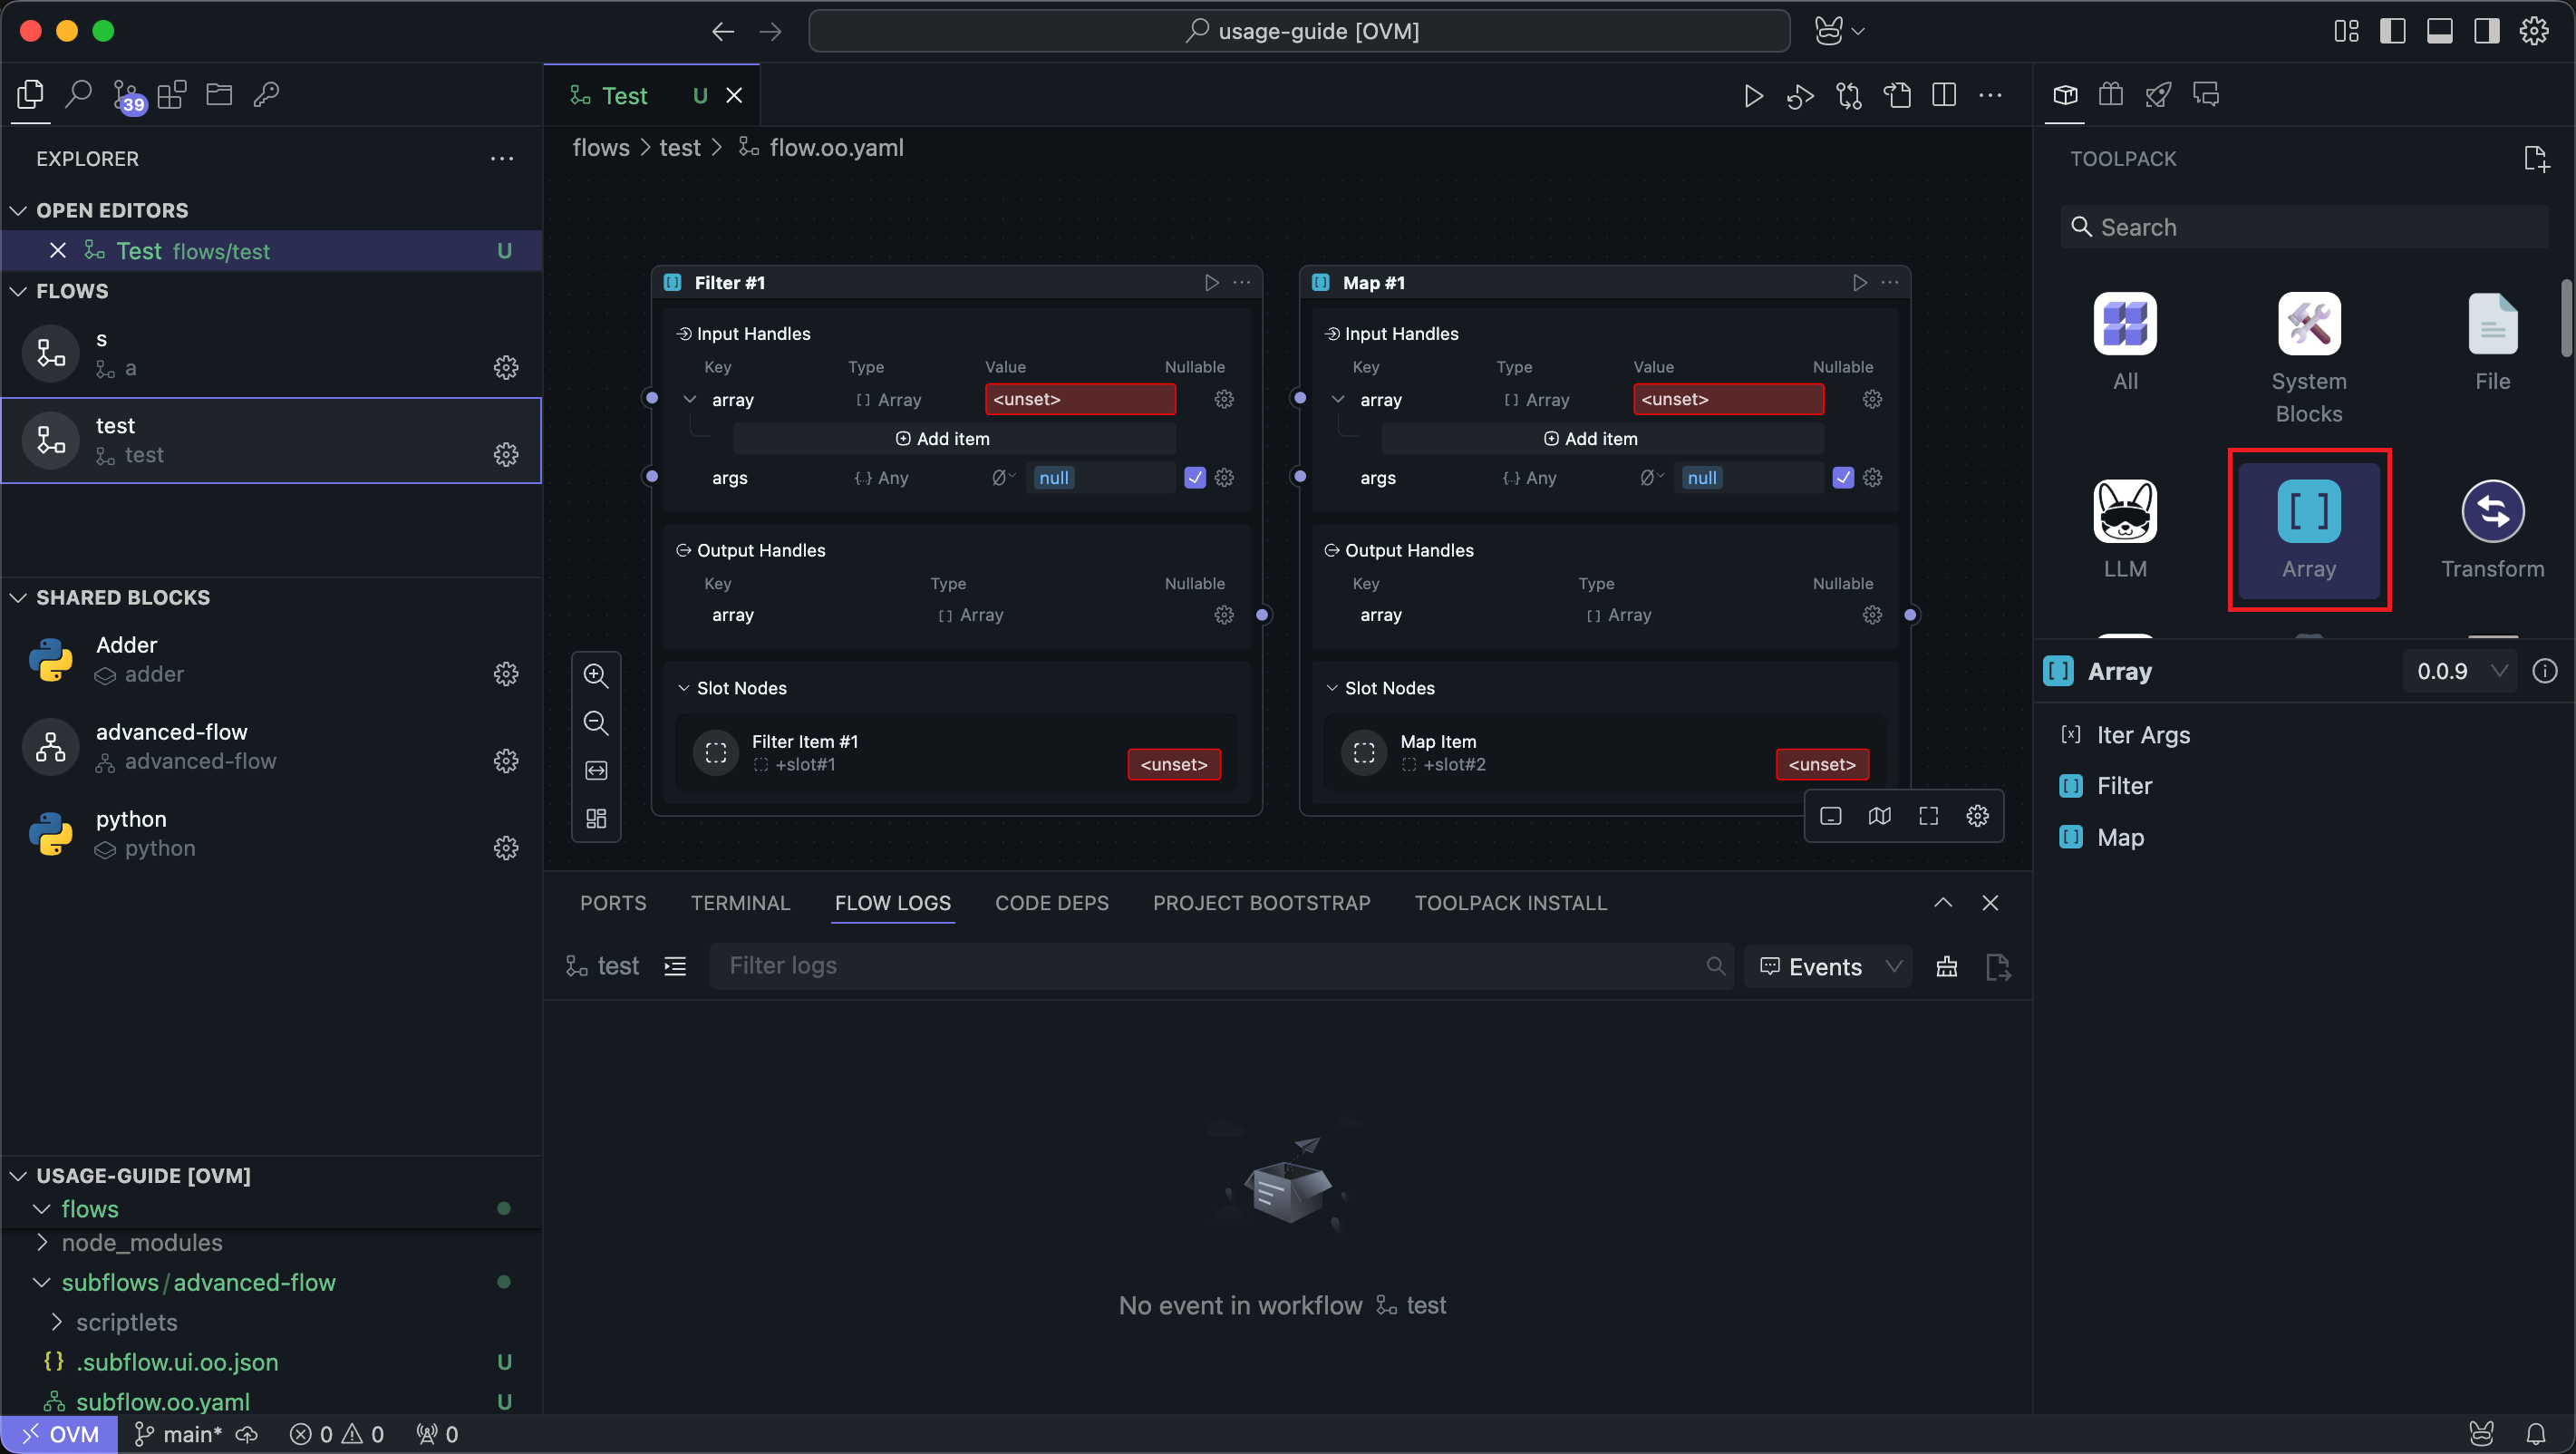 usage-guide [OVM]
39
EXPLORER
OPEN EDITORS
Test flows/test U
FLOWS
s
a
test
test
SHARED BLOCKS
Adder
adder
advanced-flow
advanced-flow
python
python
USAGE-GUIDE [OVM]
flows
node_modules
subflows/advanced-flow
scriptlets
{} .subflow.ui.oo.json U
subflow.oo.yaml U
Test U
flows > test > flow.oo.yaml
Filter #1
Input Handles
Key Type Value Nullable
array [] Array <unset>
Add item
args {..} Any null
Output Handles
Key Type Nullable
array [] Array
Slot Nodes
Filter Item #1
+slot#1
<unset>
Map #1
Input Handles
Key Type Value Nullable
array [] Array <unset>
Add item
args {..} Any null
Output Handles
Key Type Nullable
array [] Array
Slot Nodes
Map Item
+slot#2
<unset>
PORTS TERMINAL FLOW LOGS CODE DEPS PROJECT BOOTSTRAP TOOLPACK INSTALL
test Filter logs Events
No event in workflow test
TOOLPACK
Search
All
System
Blocks
File
LLM
[ ]
Array
Transform
[ ] Array 0.0.9
[x] Iter Args
[] Filter
[] Map
OVM main* 0 0 0